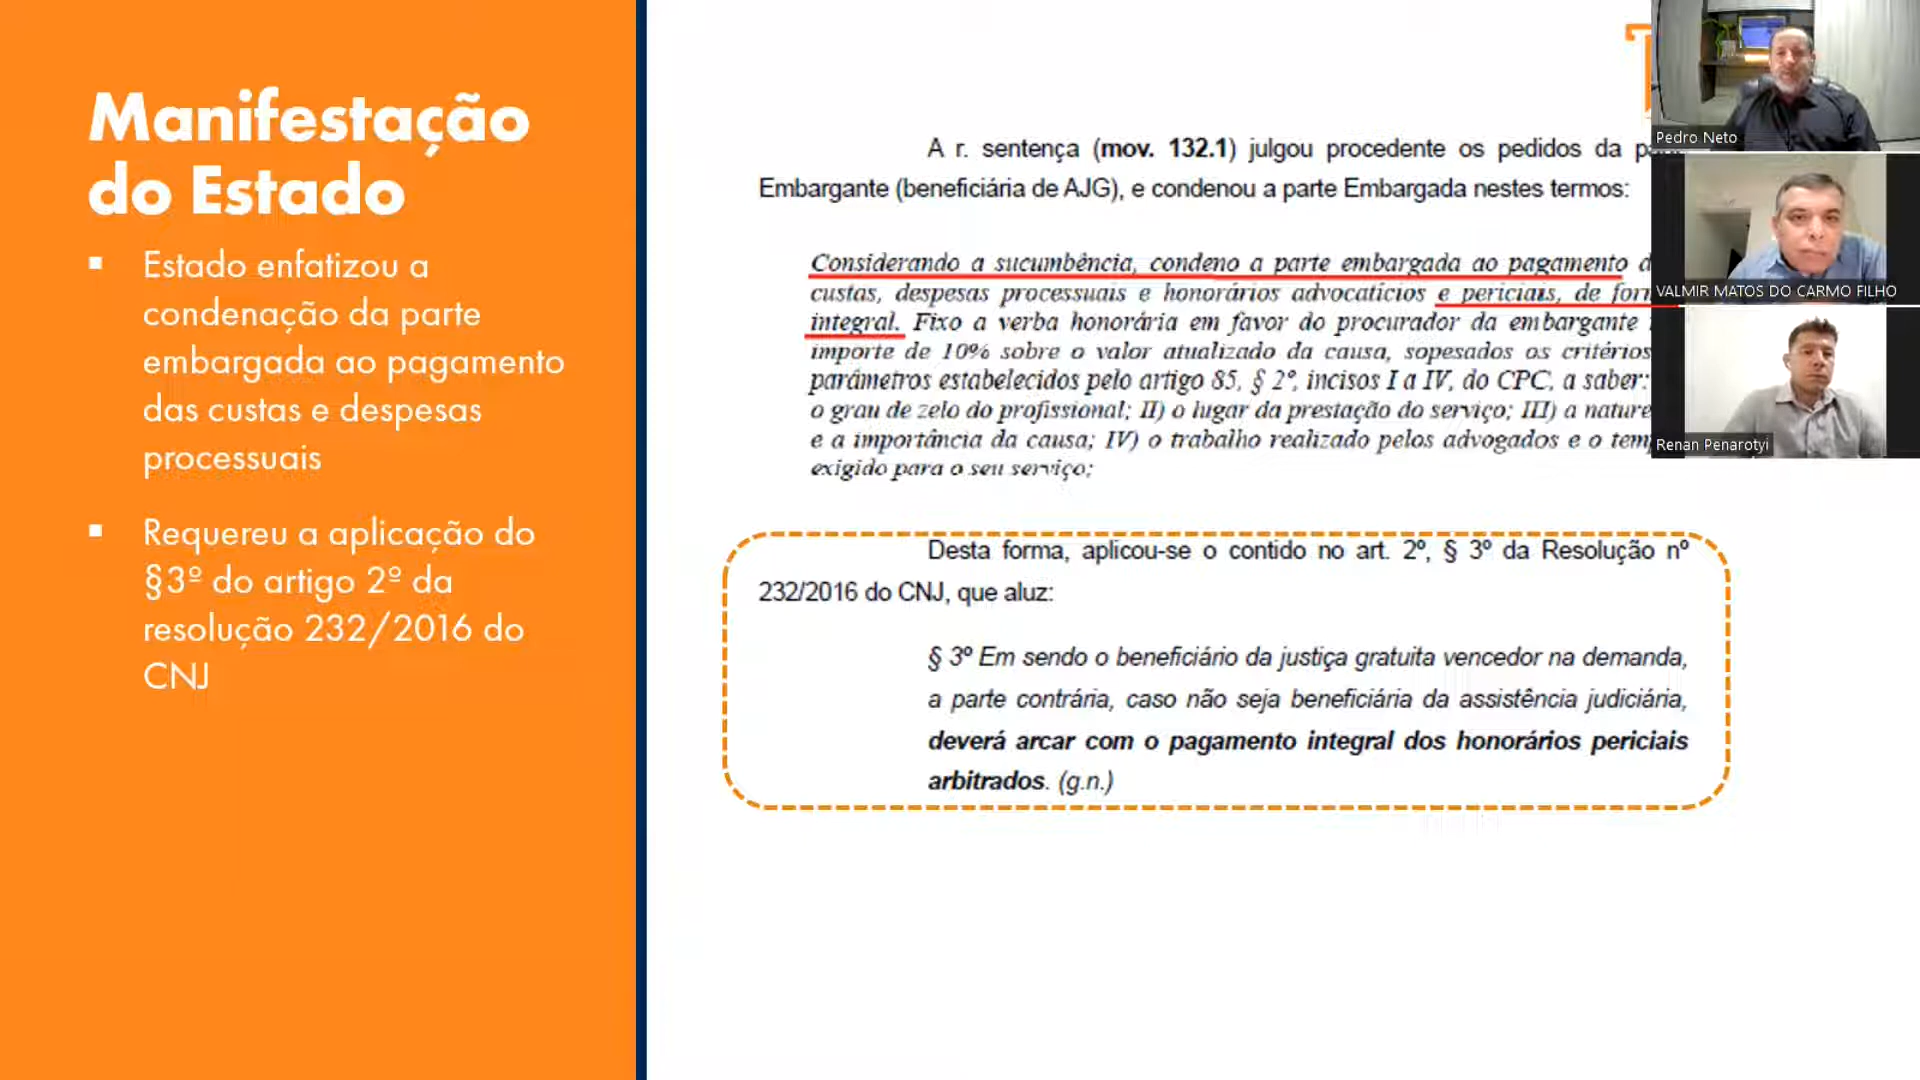 Manifestação
do Estado
▪ Estado enfatizou a
condenação da parte
embargada ao pagamento
das custas e despesas
processuais
▪ Requereu a aplicação do
§3º do artigo 2º da
resolução 232/2016 do
CNJ
A r. sentença (mov. 132.1) julgou procedente os pedidos da
Embargante (beneficiária de AJG), e condenou a parte Embargada nestes termos:
Considerando a sucumbência, condeno a parte embargada ao pagamento
custas, despesas processuais e honorários advocatícios e periciais, de
integral. Fixo a verba honorária em favor do procurador da embargante
importe de 10% sobre o valor atualizado da causa, sopesados os critérios
parâmetros estabelecidos pelo artigo 85, § 2º, incisos I a IV, do CPC, a saber:
o grau de zelo do profissional; II) o lugar da prestação do serviço; III) a
e a importância da causa; IV) o trabalho realizado pelos advogados e o
exigido para o seu serviço;
Desta forma, aplicou-se o contido no art. 2º, § 3º da Resolução nº
232/2016 do CNJ, que aluz:
§ 3º Em sendo o beneficiário da justiça gratuita vencedor na demanda,
a parte contrária, caso não seja beneficiária da assistência judiciária,
deverá arcar com o pagamento integral dos honorários periciais
arbitrados. (g.n.)
Pedro Neto
VALMIR MATOS DO CARMO FILHO
Renan Penarotyi